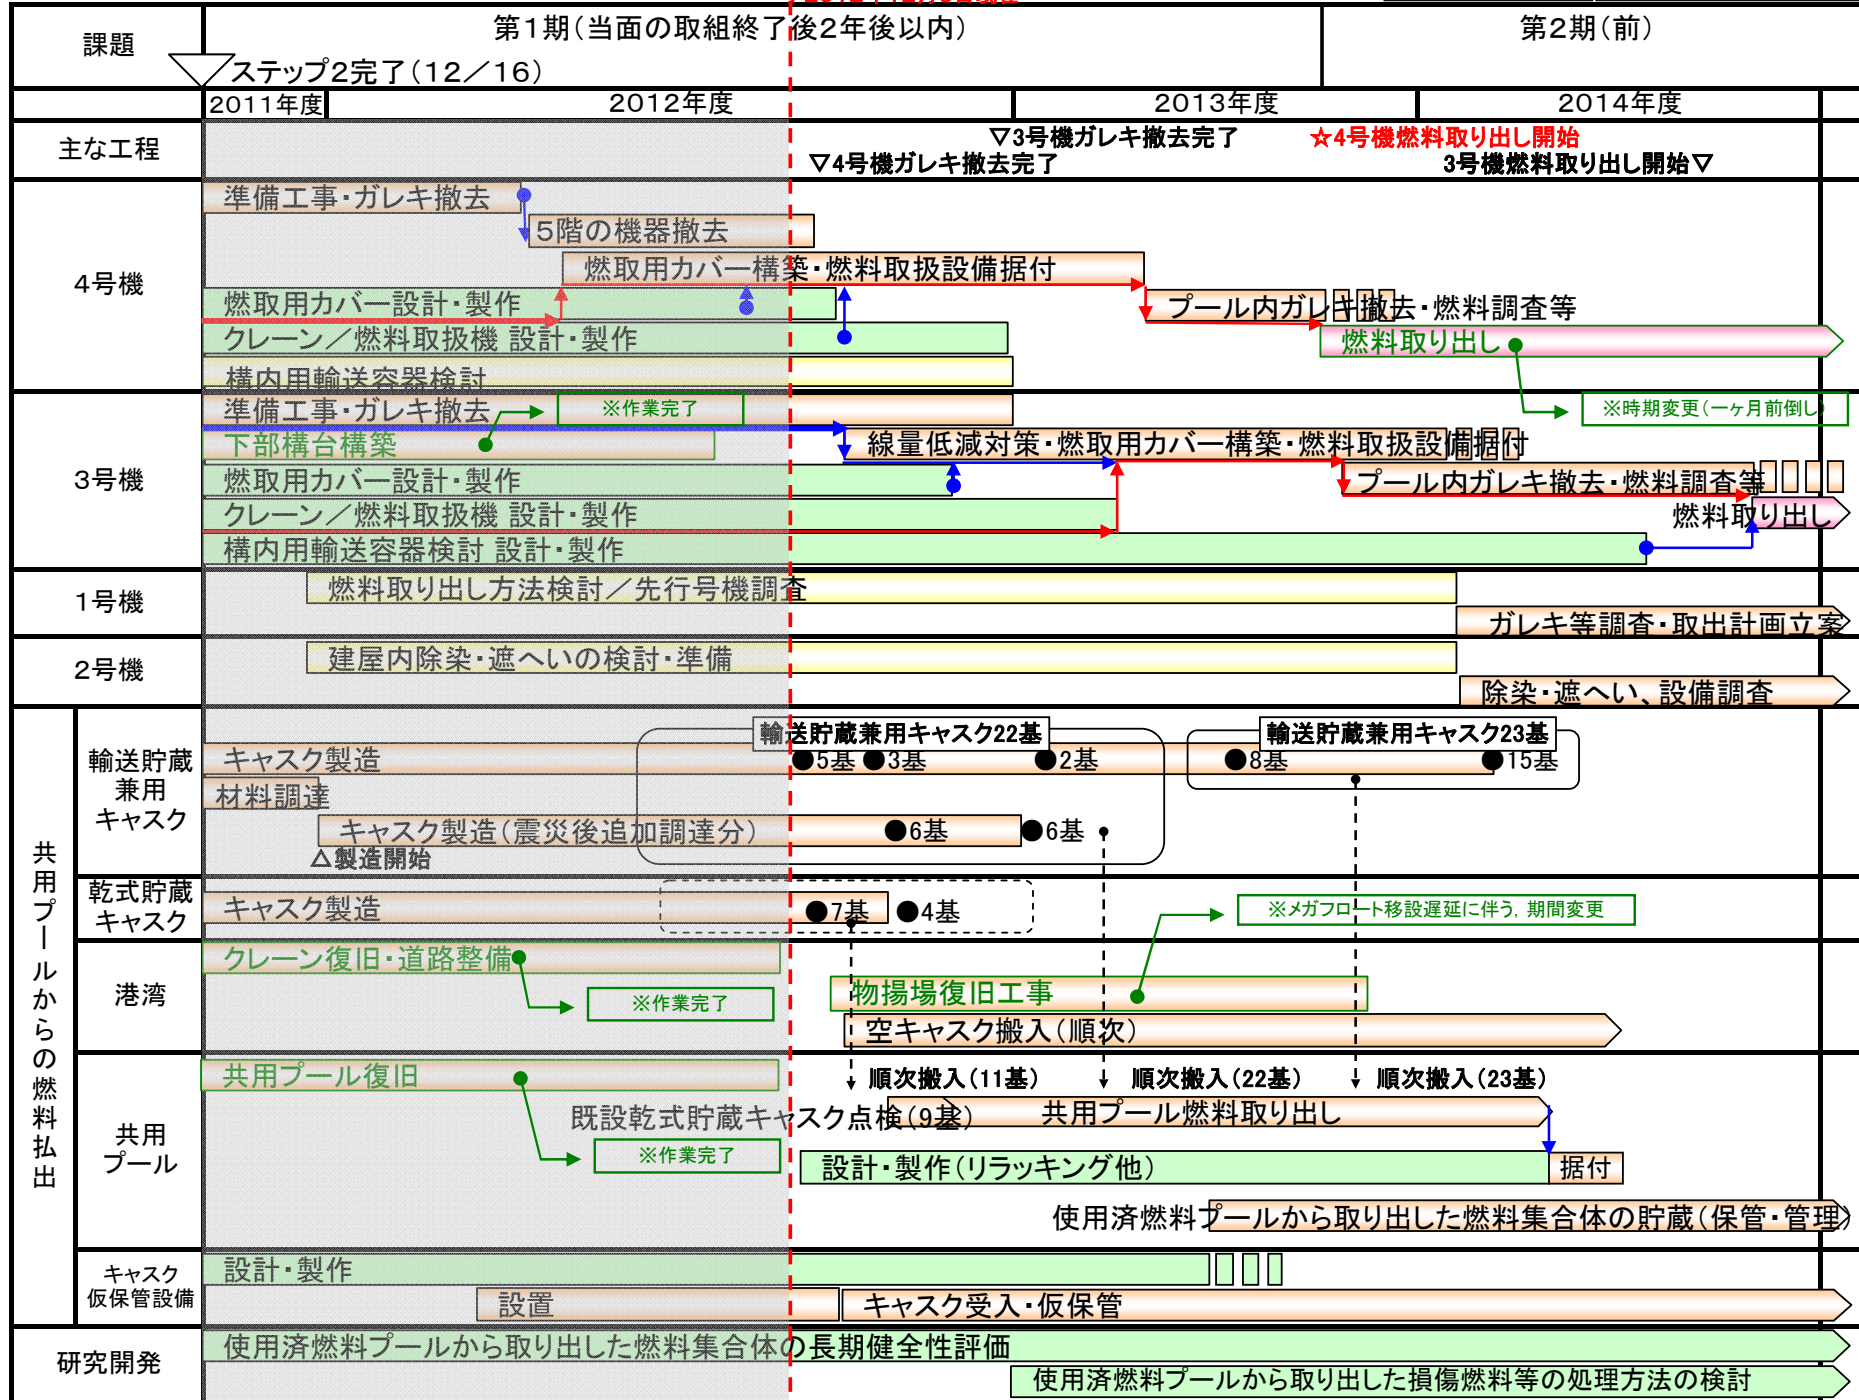 課題
第1期(当面の取組終了後2年後以内)
第2期(前)
ステップ2完了(12/16)
2011年度
2012年度
2013年度
2014年度
主な工程
▽3号機ガレキ撤去完了
☆4号機燃料取り出し開始
▽4号機ガレキ撤去完了
3号機燃料取り出し開始▽
4号機
準備工事・ガレキ撤去
5階の機器撤去
燃取用カバー構築・燃料取扱設備据付
燃取用カバー設計・製作
プール内ガレキ撤去・燃料調査等
クレーン/燃料取扱機 設計・製作
燃料取り出し
構内用輸送容器検討
※時期変更(一ヶ月前倒し)
3号機
準備工事・ガレキ撤去
※作業完了
下部構台構築
線量低減対策・燃取用カバー構築・燃料取扱設備据付
燃取用カバー設計・製作
プール内ガレキ撤去・燃料調査等
クレーン/燃料取扱機 設計・製作
燃料取り出し
構内用輸送容器検討 設計・製作
1号機
燃料取り出し方法検討/先行号機調査
ガレキ等調査・取出計画立案
2号機
建屋内除染・遮へいの検討・準備
除染・遮へい、設備調査
共用プールからの燃料払出
輸送貯蔵
兼用
キャスク
輸送貯蔵兼用キャスク22基
輸送貯蔵兼用キャスク23基
キャスク製造
●5基
●3基
●2基
●8基
●15基
材料調達
キャスク製造(震災後追加調達分)
●6基
●6基
△製造開始
乾式貯蔵
キャスク
キャスク製造
●7基
●4基
※メガフロート移設遅延に伴う, 期間変更
港湾
クレーン復旧・道路整備
※作業完了
物揚場復旧工事
空キャスク搬入(順次)
共用
プール
共用プール復旧
順次搬入(11基)
順次搬入(22基)
順次搬入(23基)
既設乾式貯蔵キャスク点検(9基)
共用プール燃料取り出し
※作業完了
設計・製作(リラッキング他)
据付
使用済燃料プールから取り出した燃料集合体の貯蔵(保管・管理)
キャスク
仮保管設備
設計・製作
設置
キャスク受入・仮保管
研究開発
使用済燃料プールから取り出した燃料集合体の長期健全性評価
使用済燃料プールから取り出した損傷燃料等の処理方法の検討